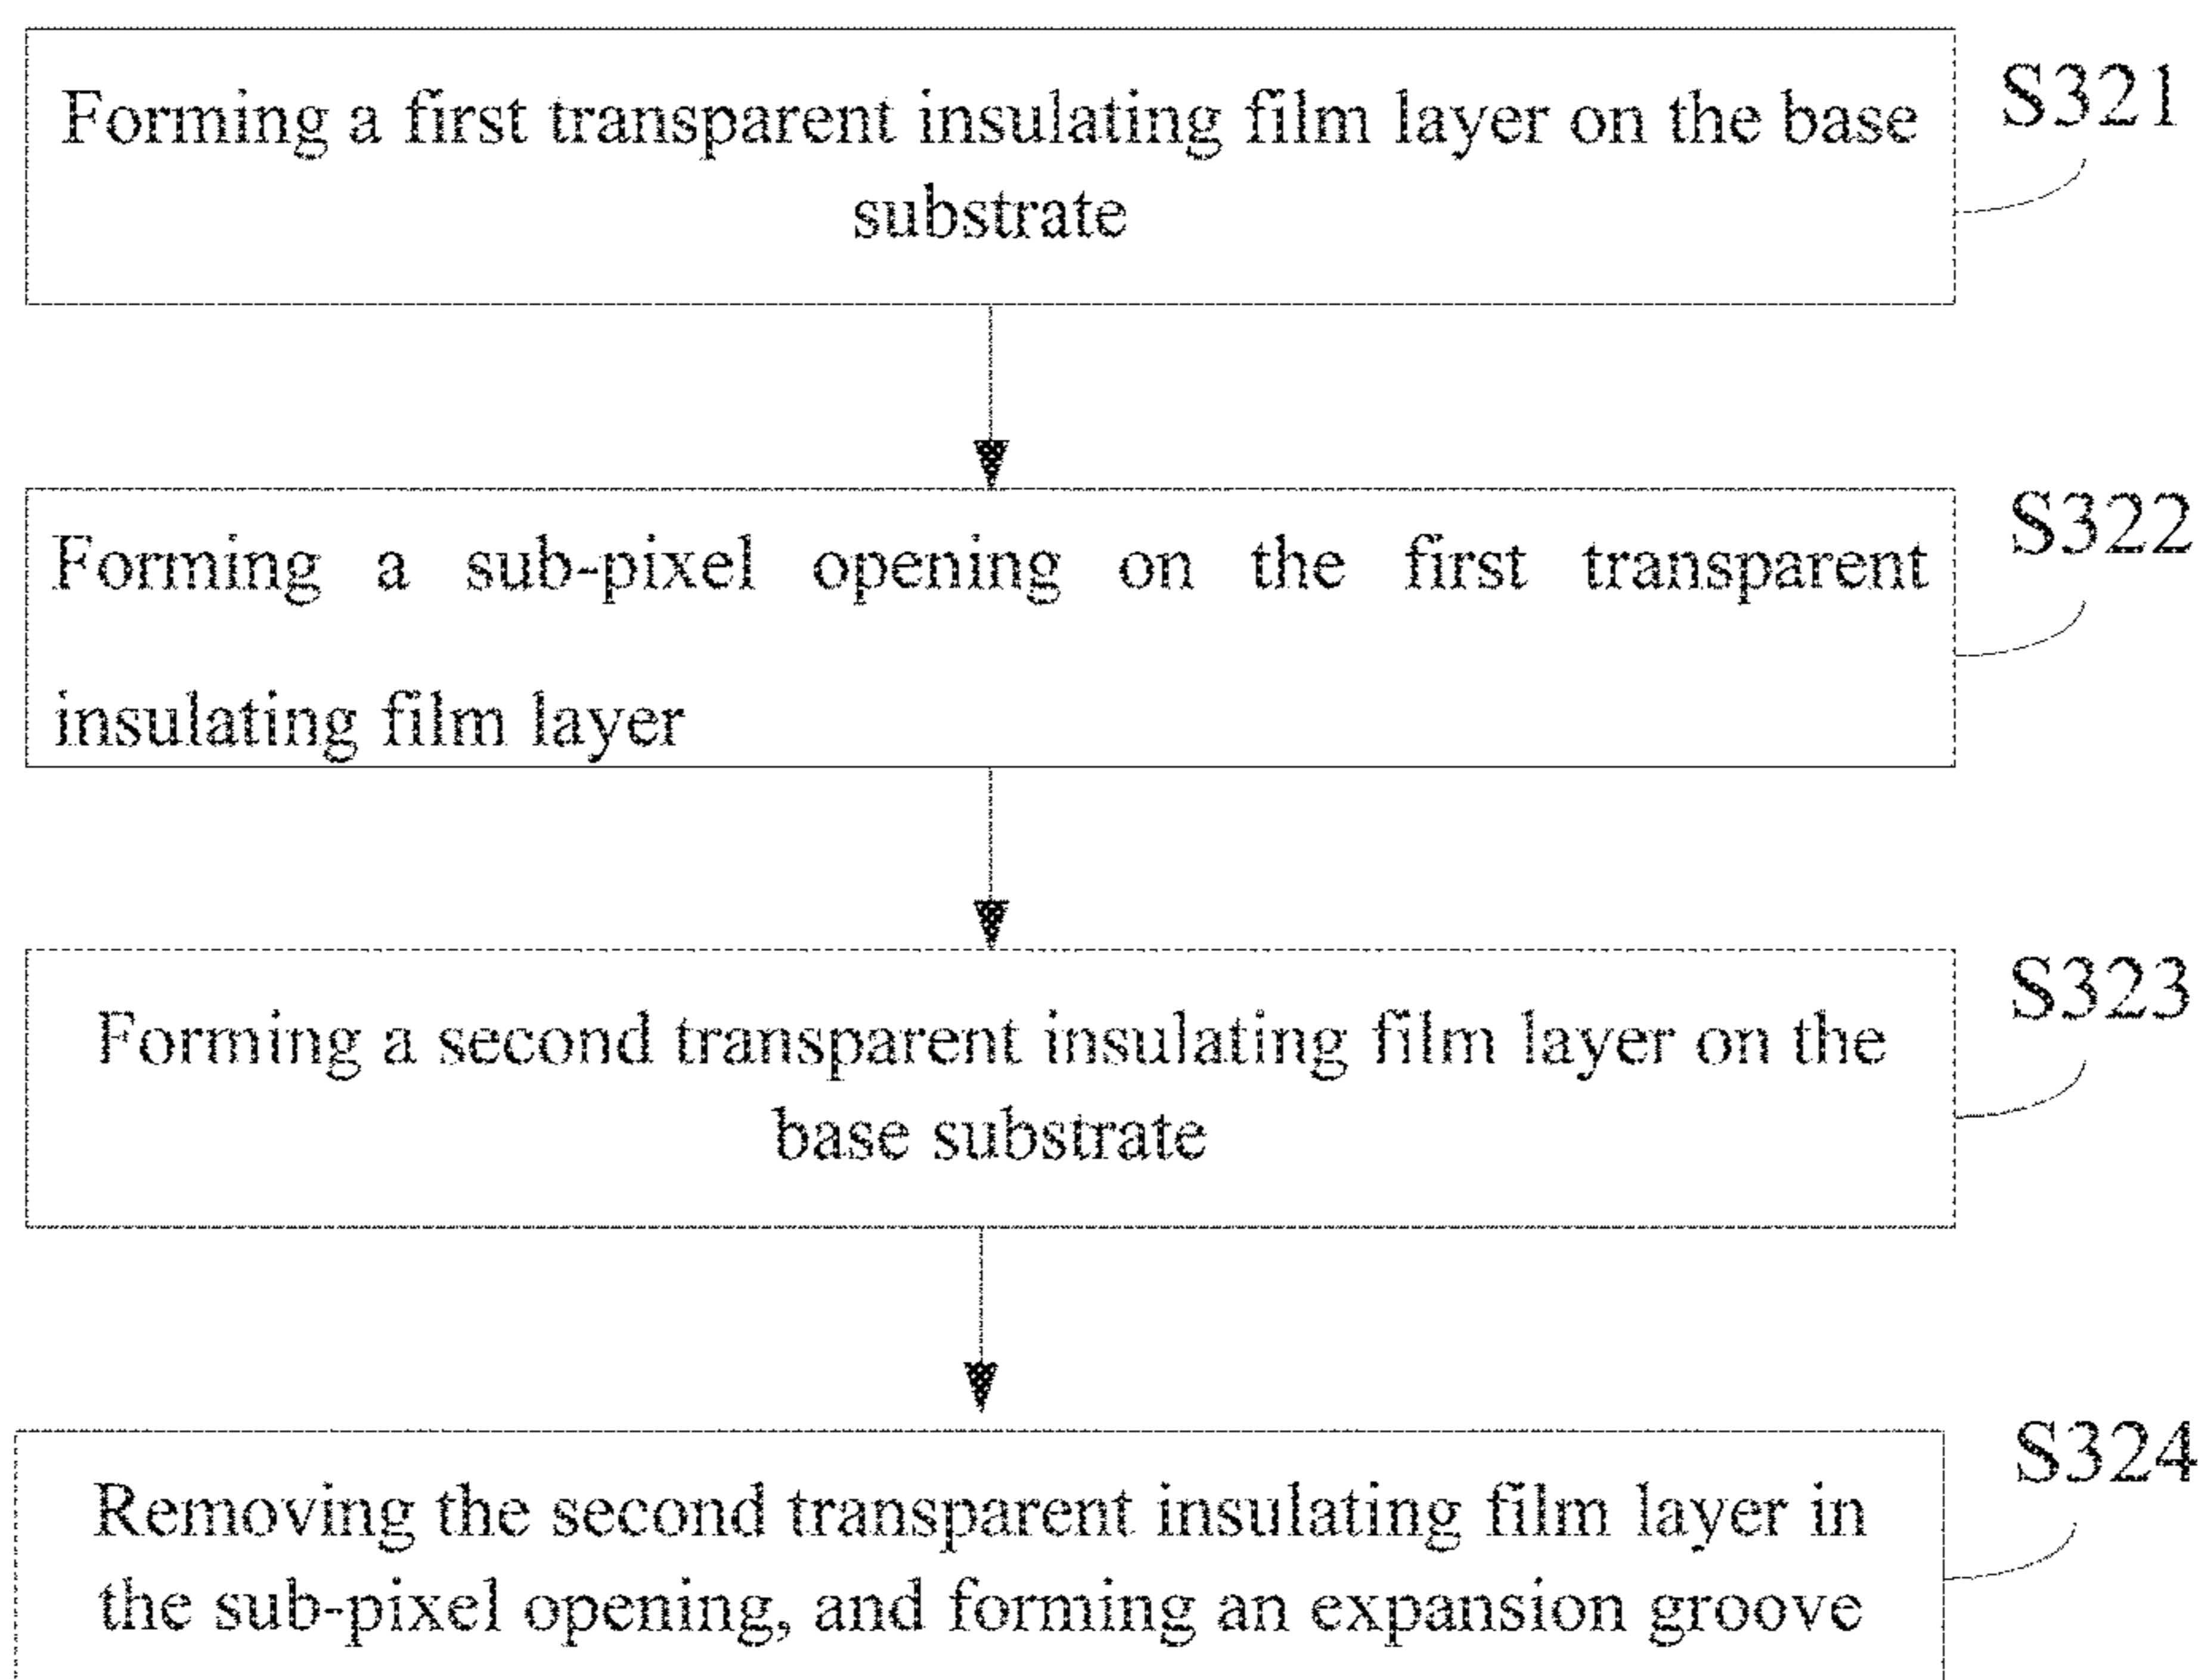 Forming a first transparent insulating film layer on the base
substrate
S321
Forming a sub-pixel opening on the first transparent
insulating film layer
S322
Forming a second transparent insulating film layer on the
base substrate
S323
Removing the second transparent insulating film layer in
the sub-pixel opening, and forming an expansion groove
S324